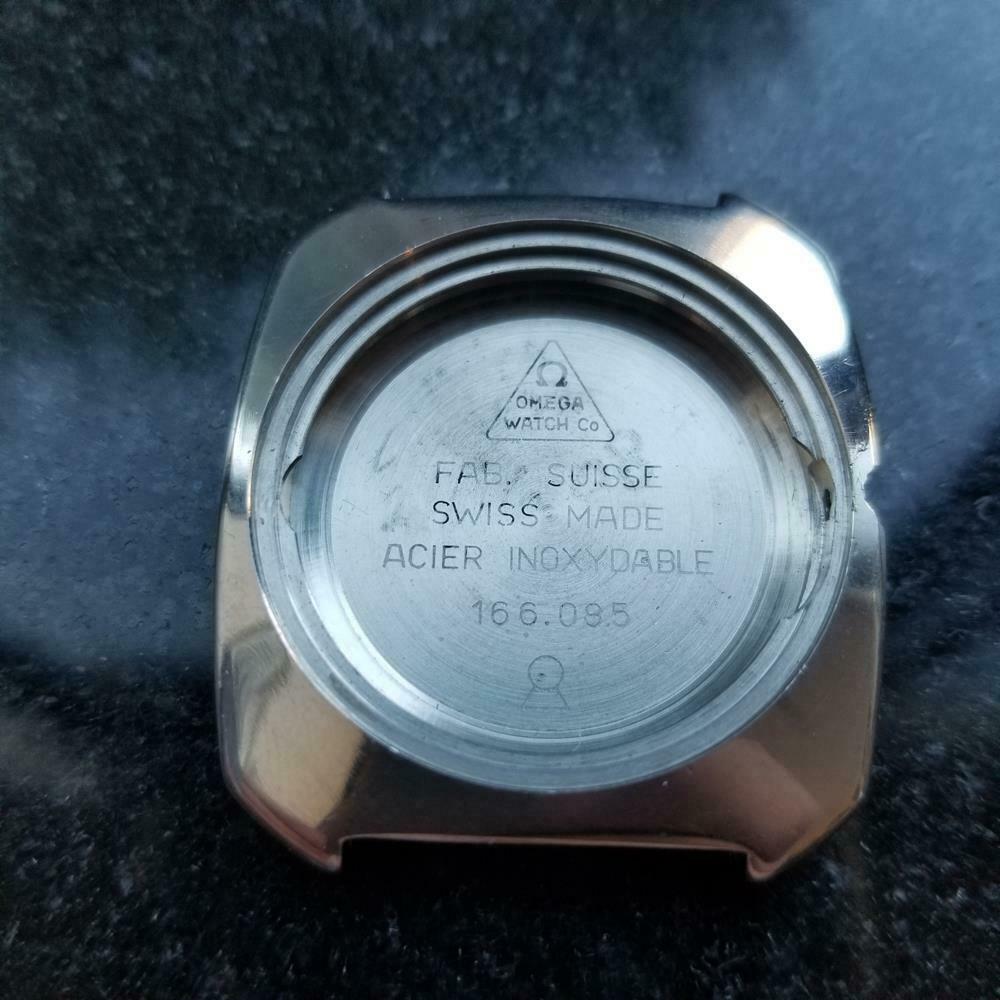 Ω
OMEGA
WATCH Co
FAB. SUISSE
SWISS MADE
ACIER INOXYDABLE
166.085